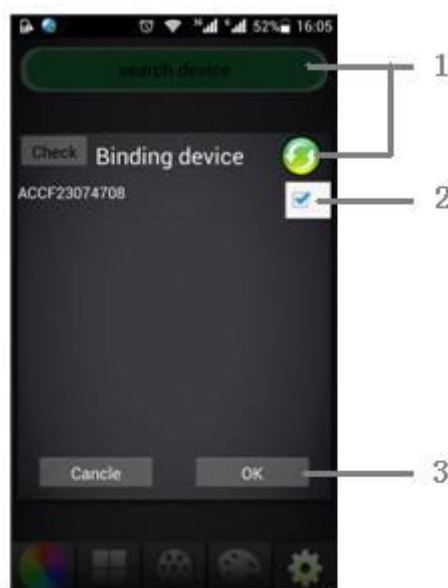 52% 16:05
search device
1
Check Binding device
ACCF23074708
2
Cancle OK
3